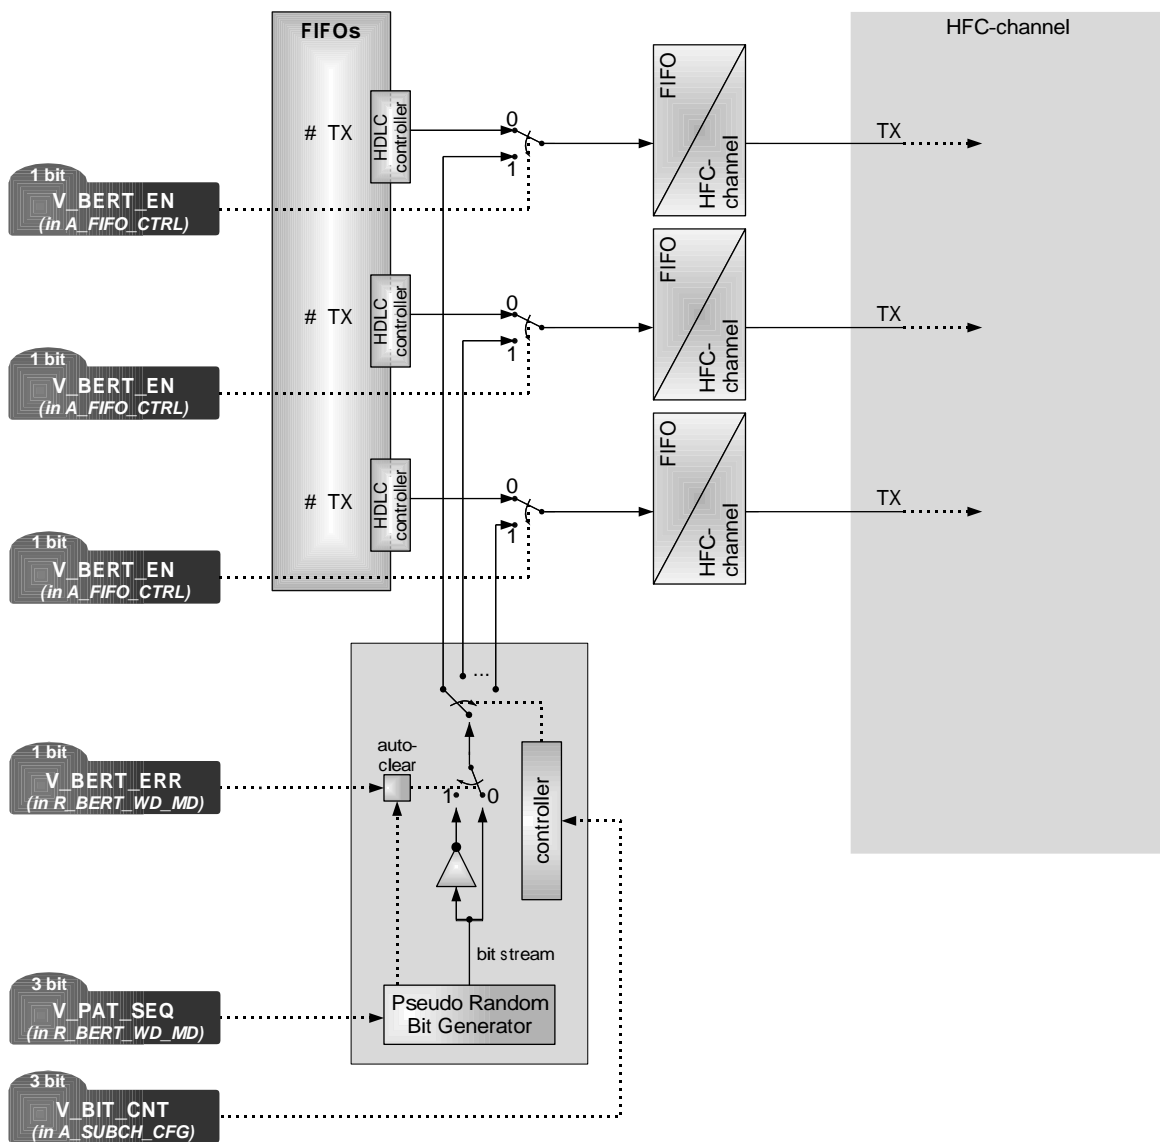 FIFOs
HFC-channel
# TX
HDLC
controller
0
1
FIFO
HFC-
channel
TX
1 bit
V_BERT_EN
(in A_FIFO_CTRL)
# TX
HDLC
controller
0
1
FIFO
HFC-
channel
TX
1 bit
V_BERT_EN
(in A_FIFO_CTRL)
# TX
HDLC
controller
0
1
FIFO
HFC-
channel
TX
1 bit
V_BERT_EN
(in A_FIFO_CTRL)
...
1 bit
V_BERT_ERR
(in R_BERT_WD_MD)
auto-
clear
1
0
controller
bit stream
3 bit
V_PAT_SEQ
(in R_BERT_WD_MD)
Pseudo Random
Bit Generator
3 bit
V_BIT_CNT
(in A_SUBCH_CFG)